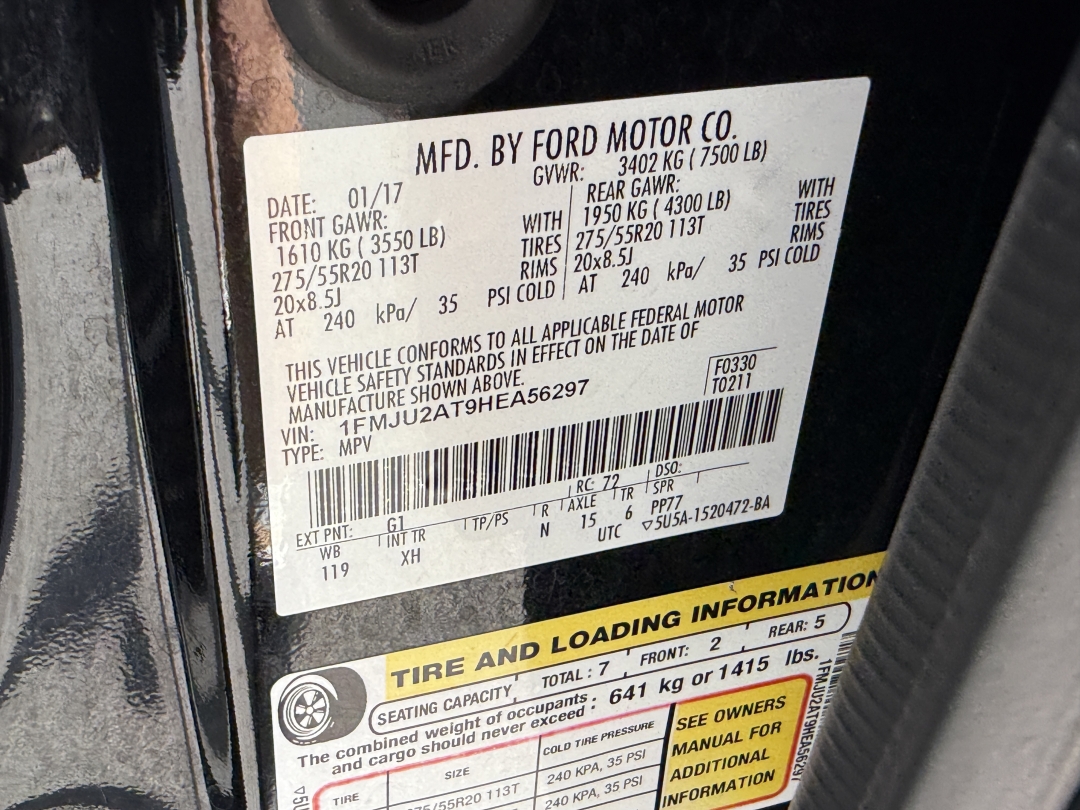 MFD. BY FORD MOTOR CO.
DATE: 01/17 GVWR: 3402 KG ( 7500 LB)
FRONT GAWR: REAR GAWR:
1610 KG ( 3550 LB) WITH 1950 KG ( 4300 LB) WITH
275/55R20 113T TIRES 275/55R20 113T TIRES
20x8.5J RIMS 20x8.5J RIMS
AT 240 kPa/ 35 PSI COLD AT 240 kPa/ 35 PSI COLD
THIS VEHICLE CONFORMS TO ALL APPLICABLE FEDERAL MOTOR
VEHICLE SAFETY STANDARDS IN EFFECT ON THE DATE OF
MANUFACTURE SHOWN ABOVE.
F0330
T0211
VIN: 1FMJU2AT9HEA56297
TYPE: MPV
EXT PNT: G1 RC: 72 DSO:
WB INT TR TP/PS R AXLE TR SPR
119 XH N 15 6 PP77
UTC ▽5U5A-1520472-BA
TIRE AND LOADING INFORMATION
SEATING CAPACITY TOTAL : 7 FRONT: 2 REAR: 5
The combined weight of occupants
and cargo should never exceed : 641 kg or 1415 lbs.
TIRE SIZE COLD TIRE PRESSURE
275/55R20 113T 240 KPA, 35 PSI
240 KPA, 35 PSI
SEE OWNERS
MANUAL FOR
ADDITIONAL
INFORMATION
1FMJU2AT9HEA56297